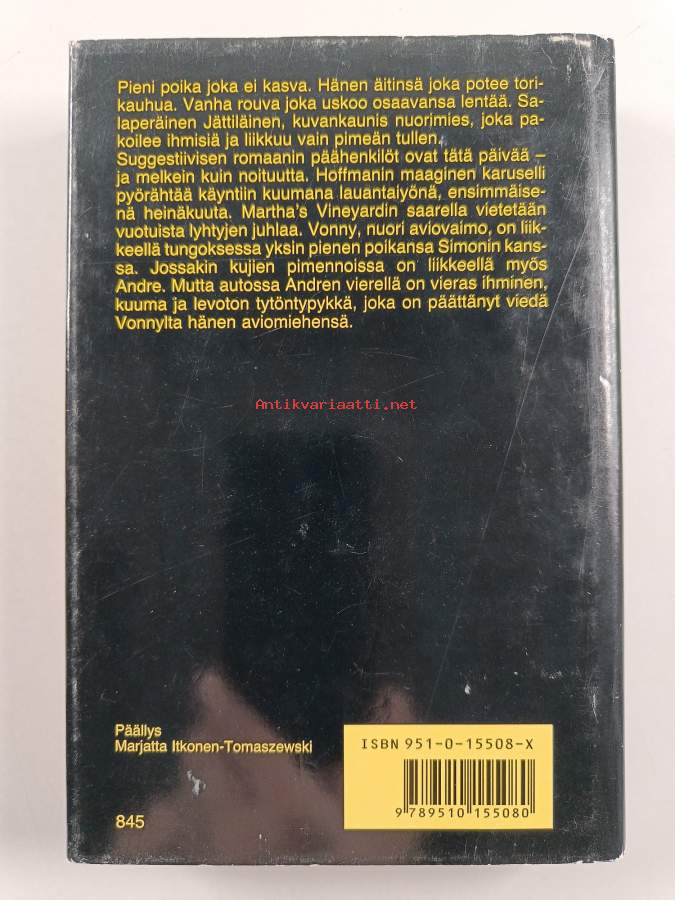 Pieni poika joka ei kasva. Hänen äitinsä joka potee tori-
kauhua. Vanha rouva joka uskoo osaavansa lentää. Sa-
laperäinen Jättiläinen, kuvankaunis nuorimies, joka pa-
koilee ihmisiä ja liikkuu vain pimeän tullen.
Suggestiivisen romaanin päähenkilöt ovat tätä päivää –
ja melkein kuin noituutta. Hoffmanin maaginen karuselli
pyörähtää käyntiin kuumana lauantaiyönä, ensimmäise-
nä heinäkuuta. Martha's Vineyardin saarella vietetään
vuotuista lyhtyjen juhlaa. Vonny, nuori aviovaimo, on liik-
keellä tungoksessa yksin pienen poikansa Simonin kans-
sa. Jossakin kujien pimennoissa on liikkeellä myös
Andre. Mutta autossa Andren vierellä on vieras ihminen,
kuuma ja levoton tytöntypykkä, joka on päättänyt viedä
Vonnylta hänen aviomiehensä.
Antikvariaatti.net
Päällys
Marjatta Itkonen-Tomaszewski
845
ISBN 951-0-15508-X
9 789510 155080